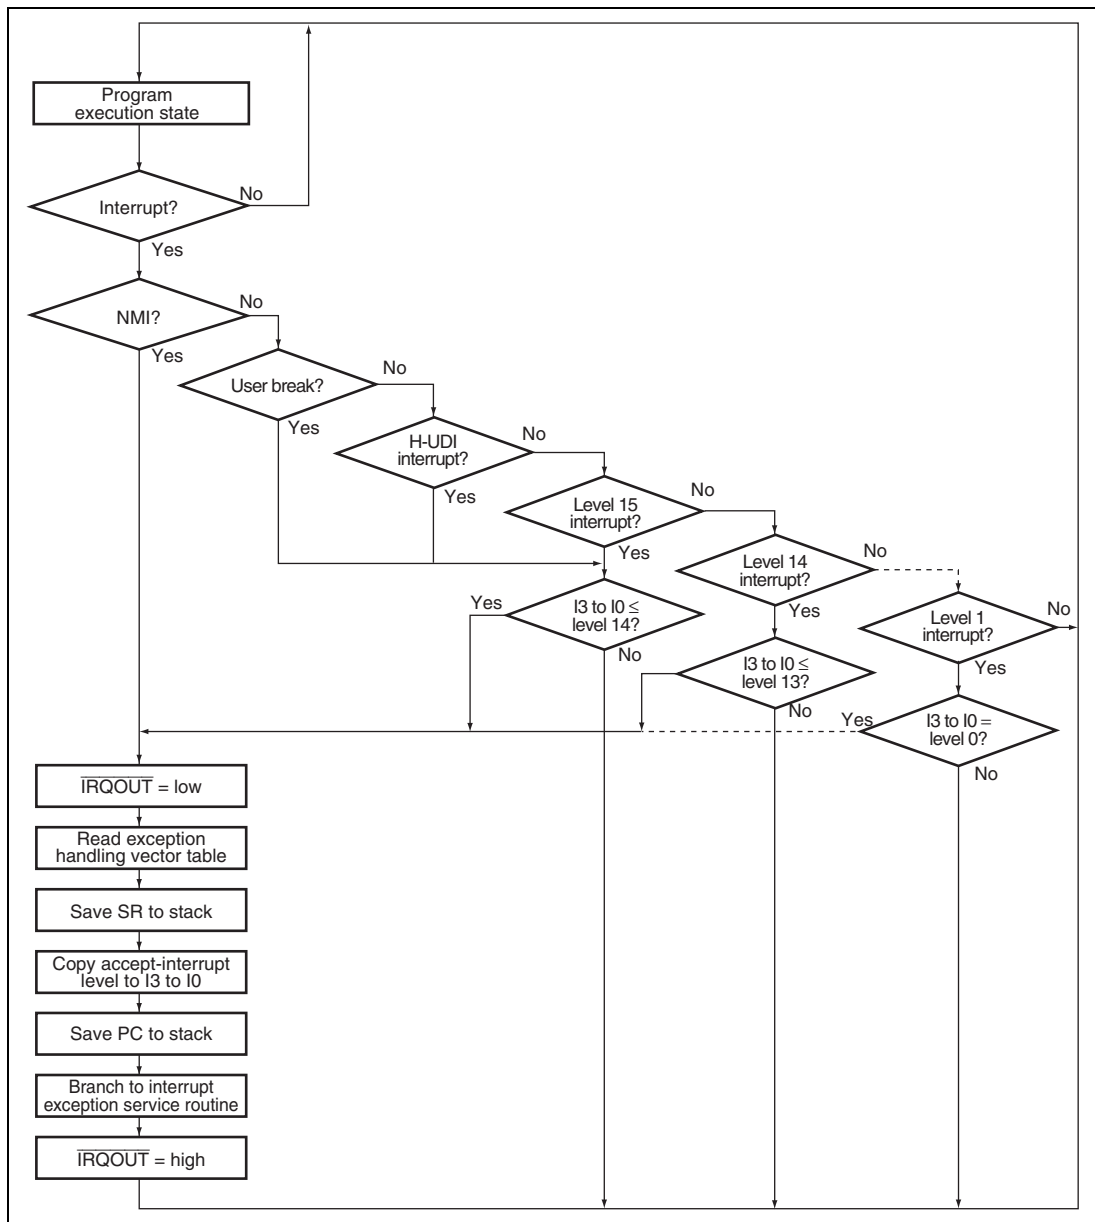 Program
execution state
Interrupt?
No
Yes
NMI?
No
Yes
User break?
No
Yes
H-UDI
interrupt?
No
Yes
Level 15
interrupt?
No
Yes
Level 14
interrupt?
No
Yes
Level 1
interrupt?
No
Yes
I3 to I0 ≤
level 14?
Yes
No
I3 to I0 ≤
level 13?
No
I3 to I0 =
level 0?
Yes
No
IRQOUT = low
Read exception
handling vector table
Save SR to stack
Copy accept-interrupt
level to I3 to I0
Save PC to stack
Branch to interrupt
exception service routine
IRQOUT = high